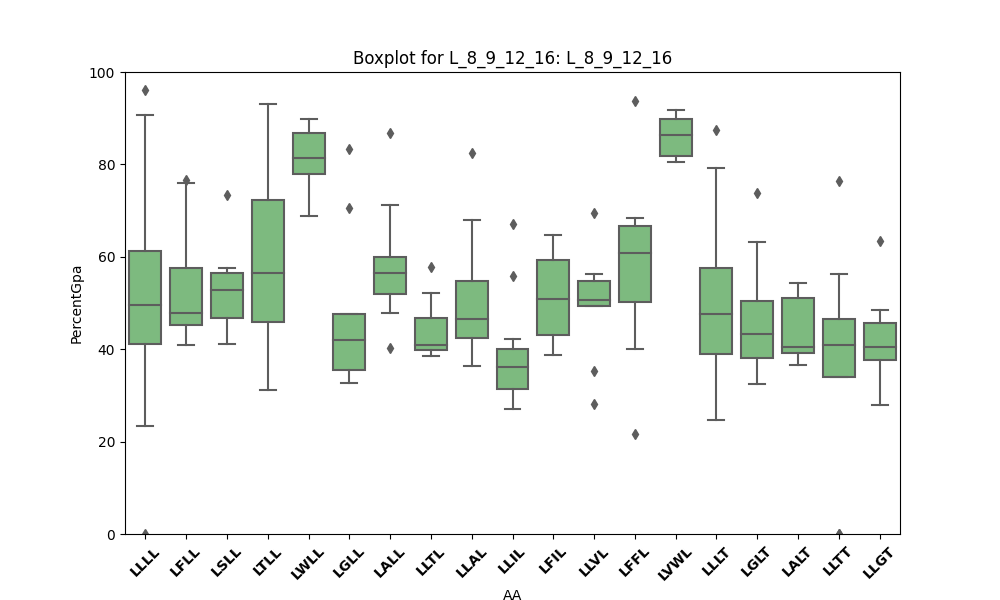 Boxplot for L_8_9_12_16: L_8_9_12_16
PercentGpa
100
80
60
40
20
0
LLLL LFLL LSLL LTLL LWLL LGLL LALL LLTL LLAL LLIL LFIL LLVL LFFL LVWL LLLT LGLT LALT LLTT LLGT
AA